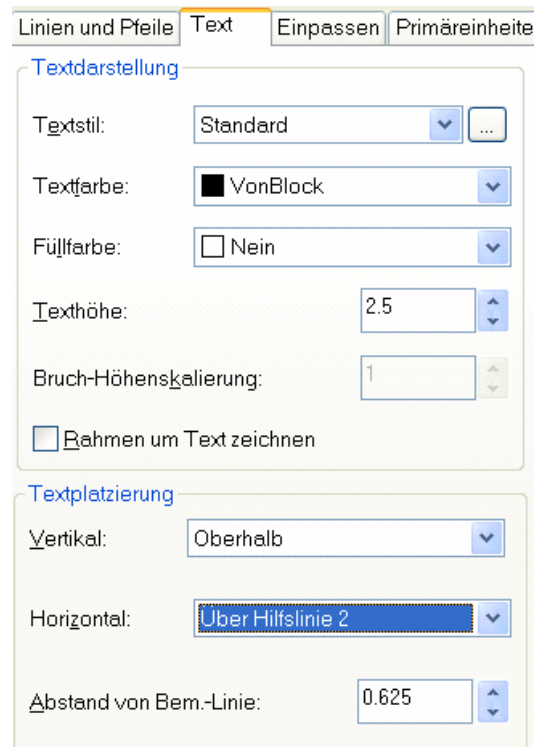 Linien und Pfeile Text Einpassen Primäreinheite
Textdarstellung
Textstil: Standard ...
Textfarbe: VonBlock
Füllfarbe: Nein
Texthöhe: 2.5
Bruch-Höhenskalierung: 1
Rahmen um Text zeichnen
Textplatzierung
Vertikal: Oberhalb
Horizontal: Über Hilfslinie 2
Abstand von Bem.-Linie: 0.625